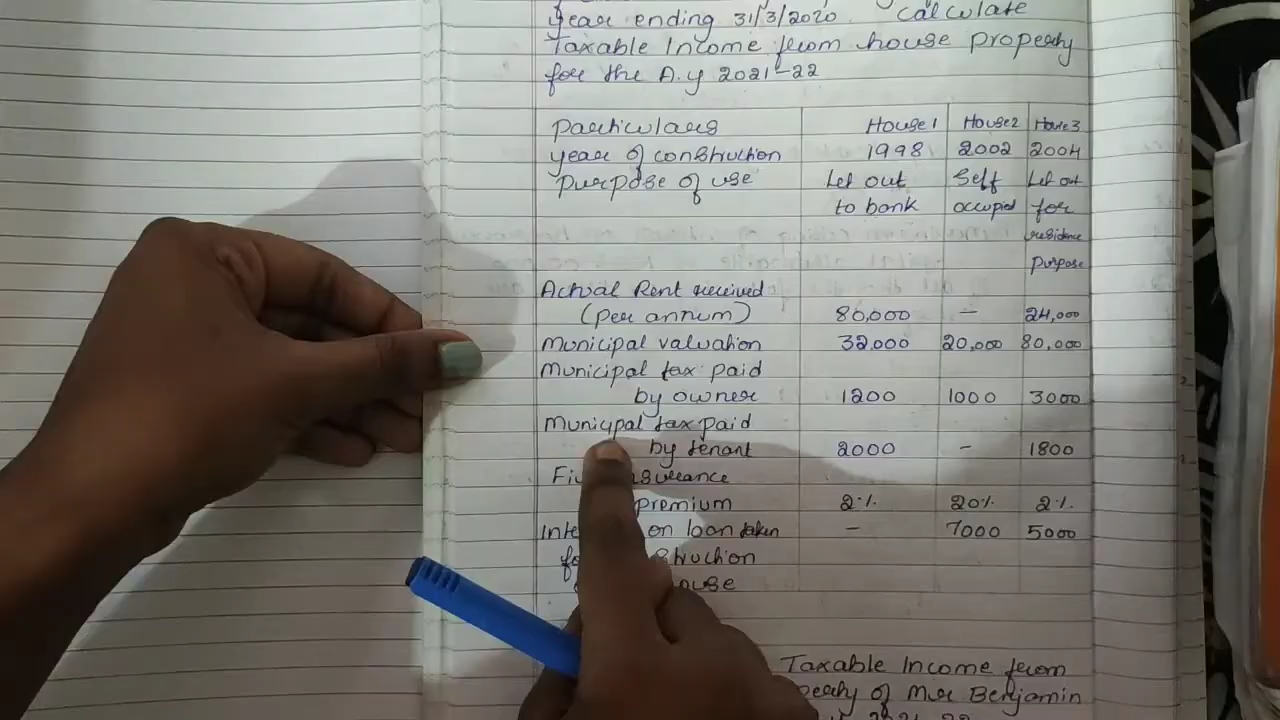 year ending 31/3/2020 Calculate
Taxable Income from house property
for the A.y 2021-22
particulars House1 House2 House3
year of construction 1998 2002 2004
purpose of use Let out Self Let out
to bank occupied for
residence
purpose
Actual Rent received
(per annum) 80,000 - 24,000
Municipal valuation 32,000 20,000 80,000
Municipal tax paid
by owner 1200 1000 3000
Municipal tax paid
by tenant 2000 - 1800
premium 2% 20% 2%
on loan taken - 7000 5000
Taxable Income from
of Mr Benjamin